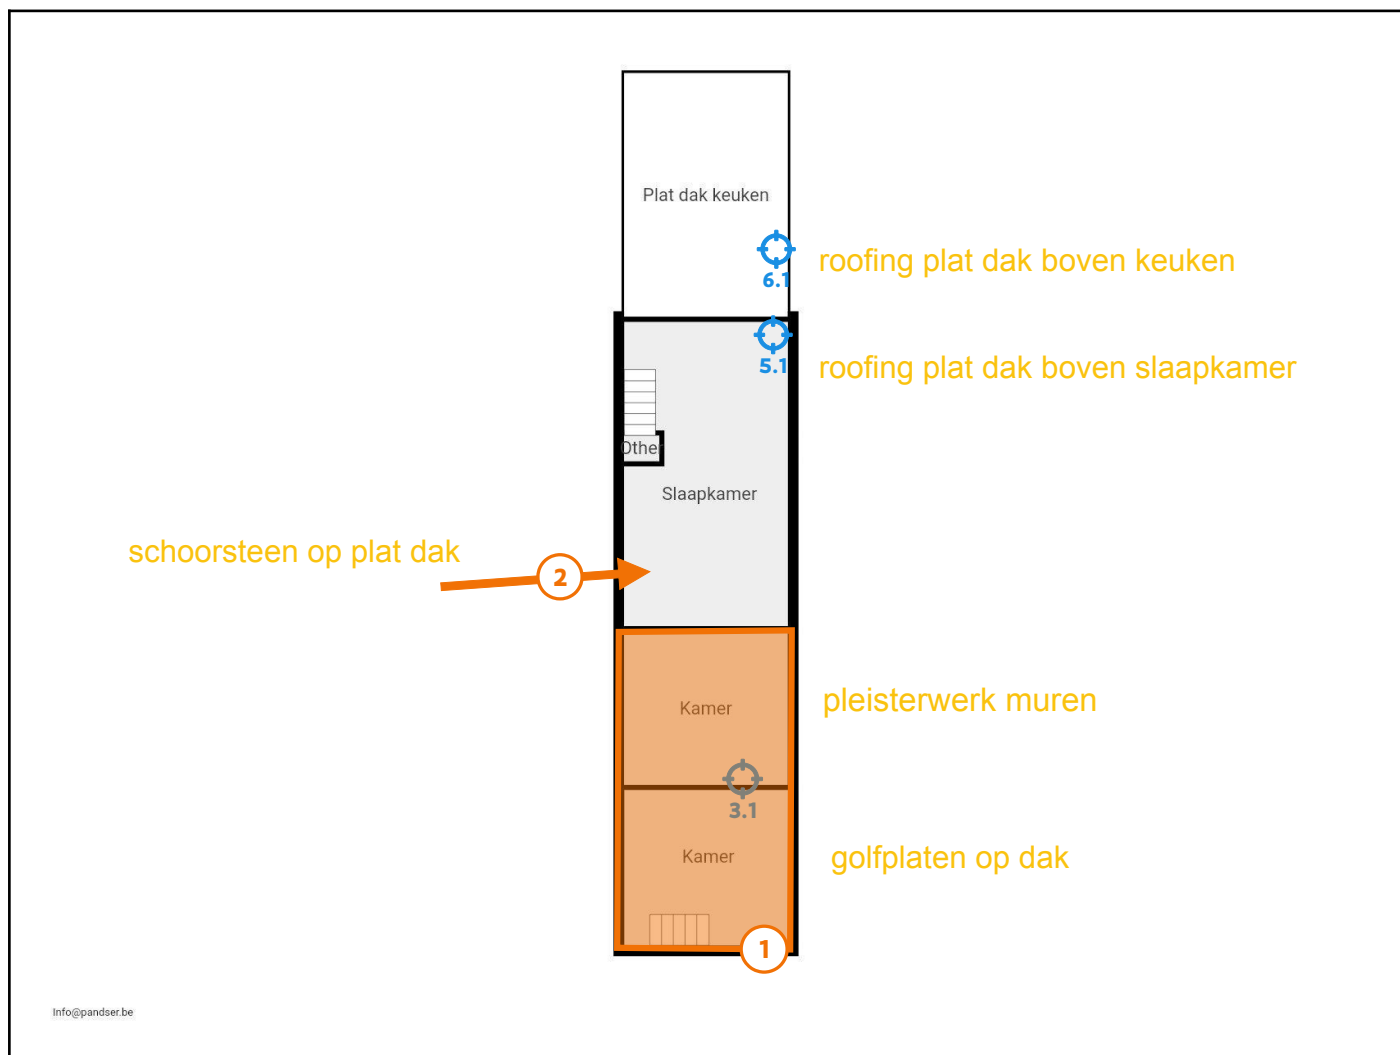 Plat dak keuken
6.1
roofing plat dak boven keuken
5.1
roofing plat dak boven slaapkamer
Other
Slaapkamer
schoorsteen op plat dak
2
Kamer
pleisterwerk muren
3.1
Kamer
golfplaten op dak
1
Info@pandser.be